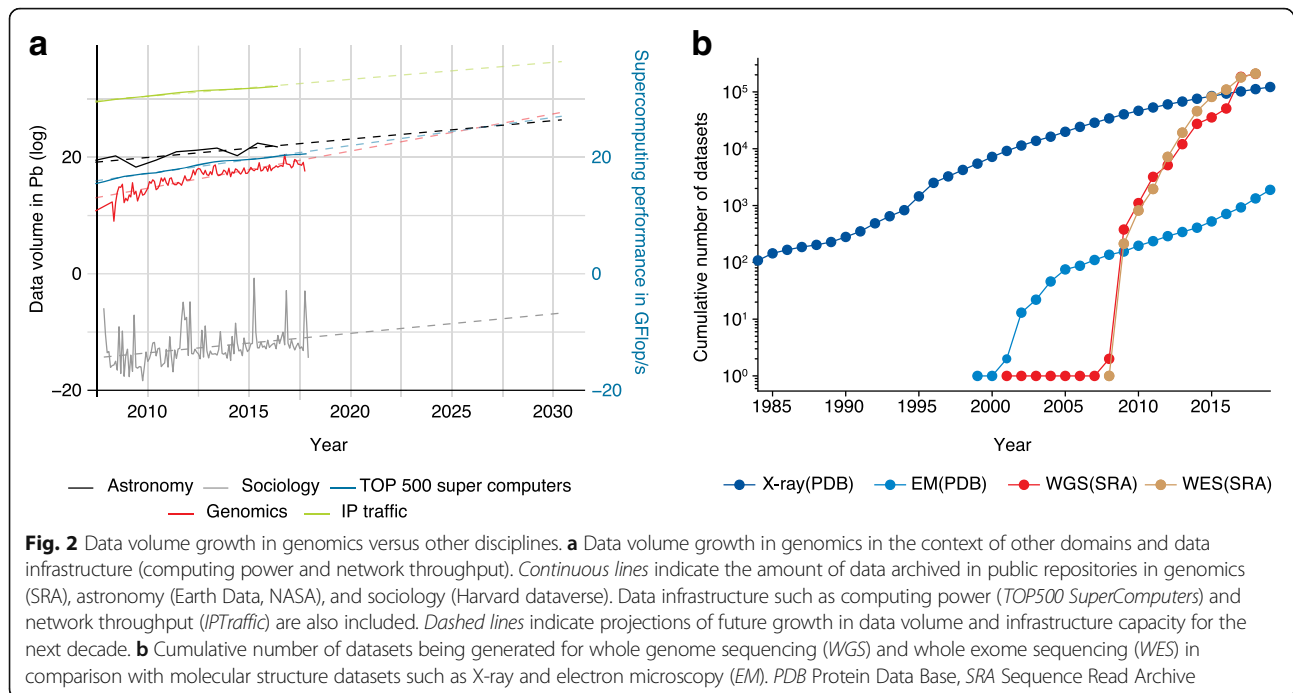 a
b
Data volume in Pb (log)
20
0
−20
Supercomputing performance in GFlop/s
20
0
−20
2010 2015 2020 2025 2030
Year
Astronomy Sociology TOP 500 super computers
Genomics IP traffic
Cumulative number of datasets
10⁵
10⁴
10³
10²
10¹
10⁰
1985 1990 1995 2000 2005 2010 2015
Year
X-ray(PDB) EM(PDB) WGS(SRA) WES(SRA)
Fig. 2 Data volume growth in genomics versus other disciplines. a Data volume growth in genomics in the context of other domains and data
infrastructure (computing power and network throughput). Continuous lines indicate the amount of data archived in public repositories in genomics
(SRA), astronomy (Earth Data, NASA), and sociology (Harvard dataverse). Data infrastructure such as computing power (TOP500 SuperComputers) and
network throughput (IPTraffic) are also included. Dashed lines indicate projections of future growth in data volume and infrastructure capacity for the
next decade. b Cumulative number of datasets being generated for whole genome sequencing (WGS) and whole exome sequencing (WES) in
comparison with molecular structure datasets such as X-ray and electron microscopy (EM). PDB Protein Data Base, SRA Sequence Read Archive